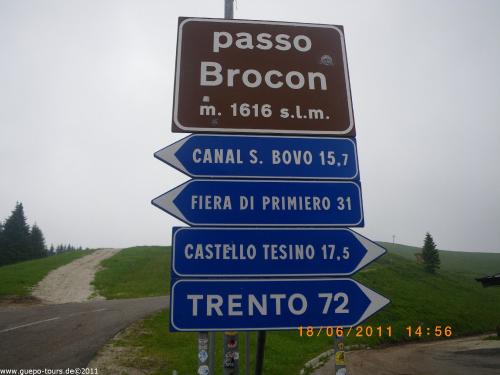 passo
Brocon
m. 1616 s.l.m.
CANAL S. BOVO 15,7
FIERA DI PRIMIERO 31
CASTELLO TESINO 17,5
TRENTO 72
18/06/2011 14:56
www.guepo-tours.de©2011